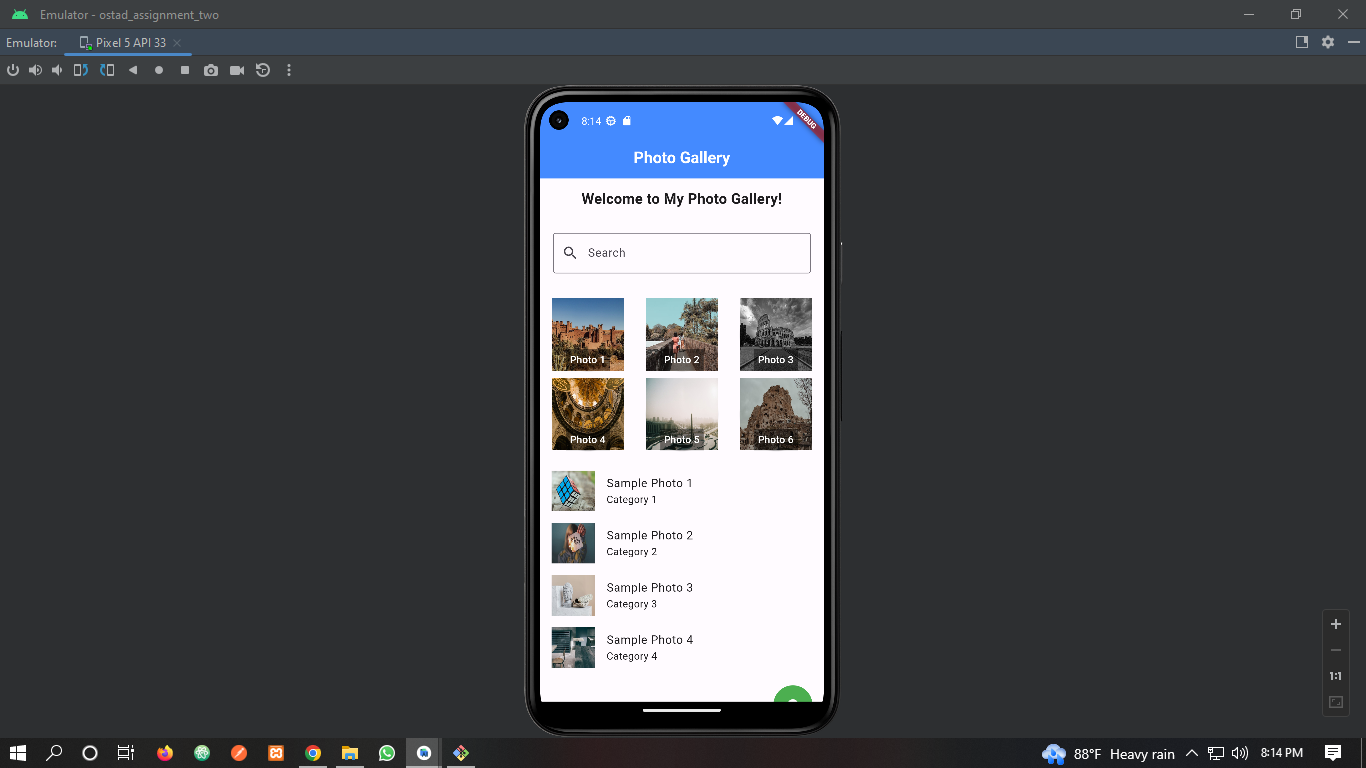 Emulator - ostad_assignment_two
Emulator: Pixel 5 API 33
8:14
DEBUG
Photo Gallery
Welcome to My Photo Gallery!
Search
Photo 1 Photo 2 Photo 3
Photo 4 Photo 5 Photo 6
Sample Photo 1
Category 1
Sample Photo 2
Category 2
Sample Photo 3
Category 3
Sample Photo 4
Category 4
1:1
88°F Heavy rain 8:14 PM